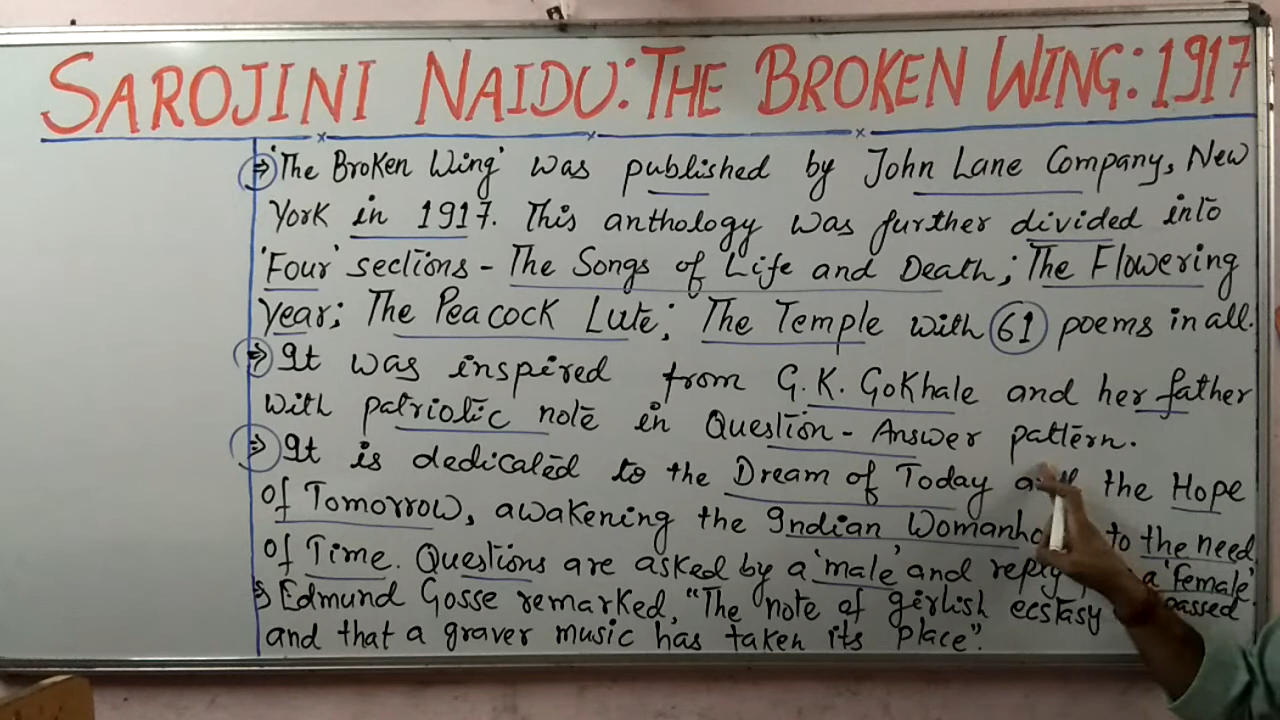 SAROJINI NAIDU: THE BROKEN WING: 1917
⇒ 'The Broken Wing' was published by John Lane Company, New
York in 1917. This anthology was further divided into
'Four' sections - The Songs of Life and Death; The Flowering
Year; The Peacock Lute; The Temple with 61 poems in all.
⇒ It was inspired from G. K. Gokhale and her father
with patriotic note in Question - Answer pattern.
⇒ It is dedicated to the Dream of Today the Hope
of Tomorrow, awakening the Indian to the need
of Time. Questions are asked by a 'male' and a 'female'.
Edmund Gosse remarked, "The note of girlish ecstasy passed
and that a graver music has taken its place".